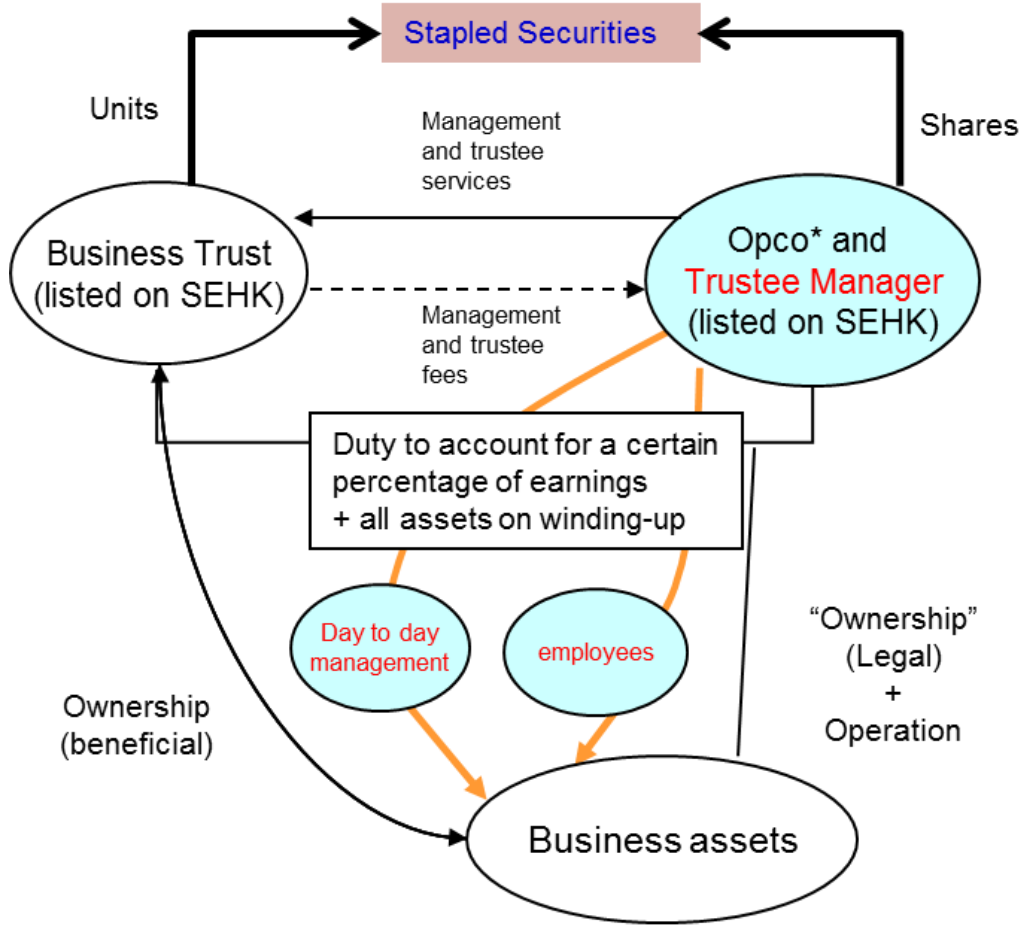 Stapled Securities
Units
Shares
Management
and trustee
services
Business Trust
(listed on SEHK)
Opco* and
Trustee Manager
(listed on SEHK)
Management
and trustee
fees
Duty to account for a certain
percentage of earnings
+ all assets on winding-up
Day to day
management
employees
“Ownership”
(Legal)
+
Operation
Ownership
(beneficial)
Business assets